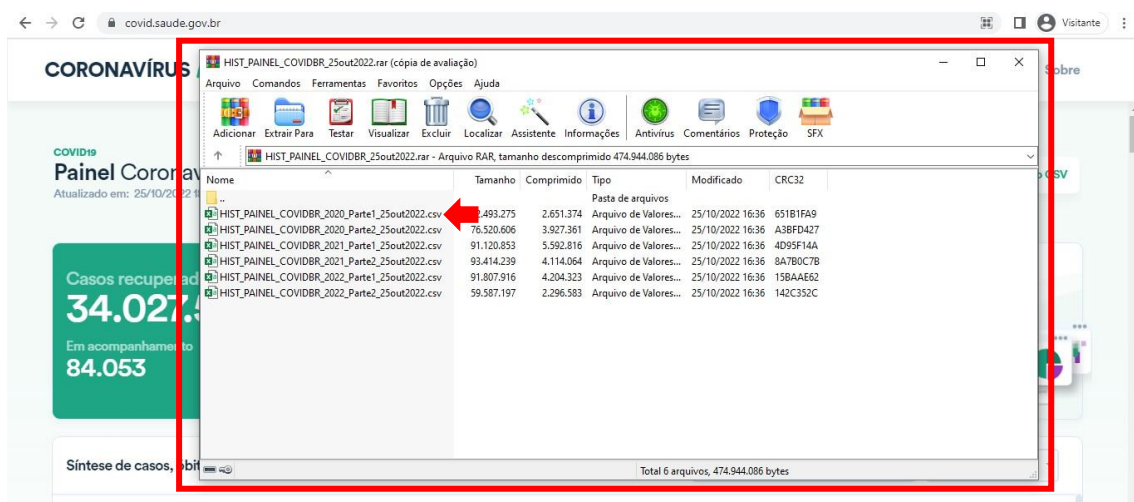 covid.saude.gov.br
Visitante
CORONAVÍRUS
Sobre
HIST_PAINEL_COVIDBR_25out2022.rar (cópia de avaliação)
Arquivo Comandos Ferramentas Favoritos Opções Ajuda
Adicionar Extrair Para Testar Visualizar Excluir Localizar Assistente Informações Antivírus Comentários Proteção SFX
HIST_PAINEL_COVIDBR_25out2022.rar - Arquivo RAR, tamanho descomprimido 474.944.086 bytes
Nome Tamanho Comprimido Tipo Modificado CRC32
.. Pasta de arquivos
HIST_PAINEL_COVIDBR_2020_Parte1_25out2022.csv 2.493.275 2.651.374 Arquivo de Valores... 25/10/2022 16:36 651B1FA9
HIST_PAINEL_COVIDBR_2020_Parte2_25out2022.csv 76.520.606 3.927.361 Arquivo de Valores... 25/10/2022 16:36 A3BFD427
HIST_PAINEL_COVIDBR_2021_Parte1_25out2022.csv 91.120.853 5.592.816 Arquivo de Valores... 25/10/2022 16:36 4D95F14A
HIST_PAINEL_COVIDBR_2021_Parte2_25out2022.csv 93.414.239 4.114.064 Arquivo de Valores... 25/10/2022 16:36 8A7B0C7B
HIST_PAINEL_COVIDBR_2022_Parte1_25out2022.csv 91.807.916 4.204.323 Arquivo de Valores... 25/10/2022 16:36 15BAAE62
HIST_PAINEL_COVIDBR_2022_Parte2_25out2022.csv 59.587.197 2.296.583 Arquivo de Valores... 25/10/2022 16:36 142C352C
Total 6 arquivos, 474.944.086 bytes
COVID19
Painel Coronav
CSV
Atualizado em: 25/10/2022 1
Casos recuperad
34.027.
Em acompanhamento
84.053
Síntese de casos, óbit